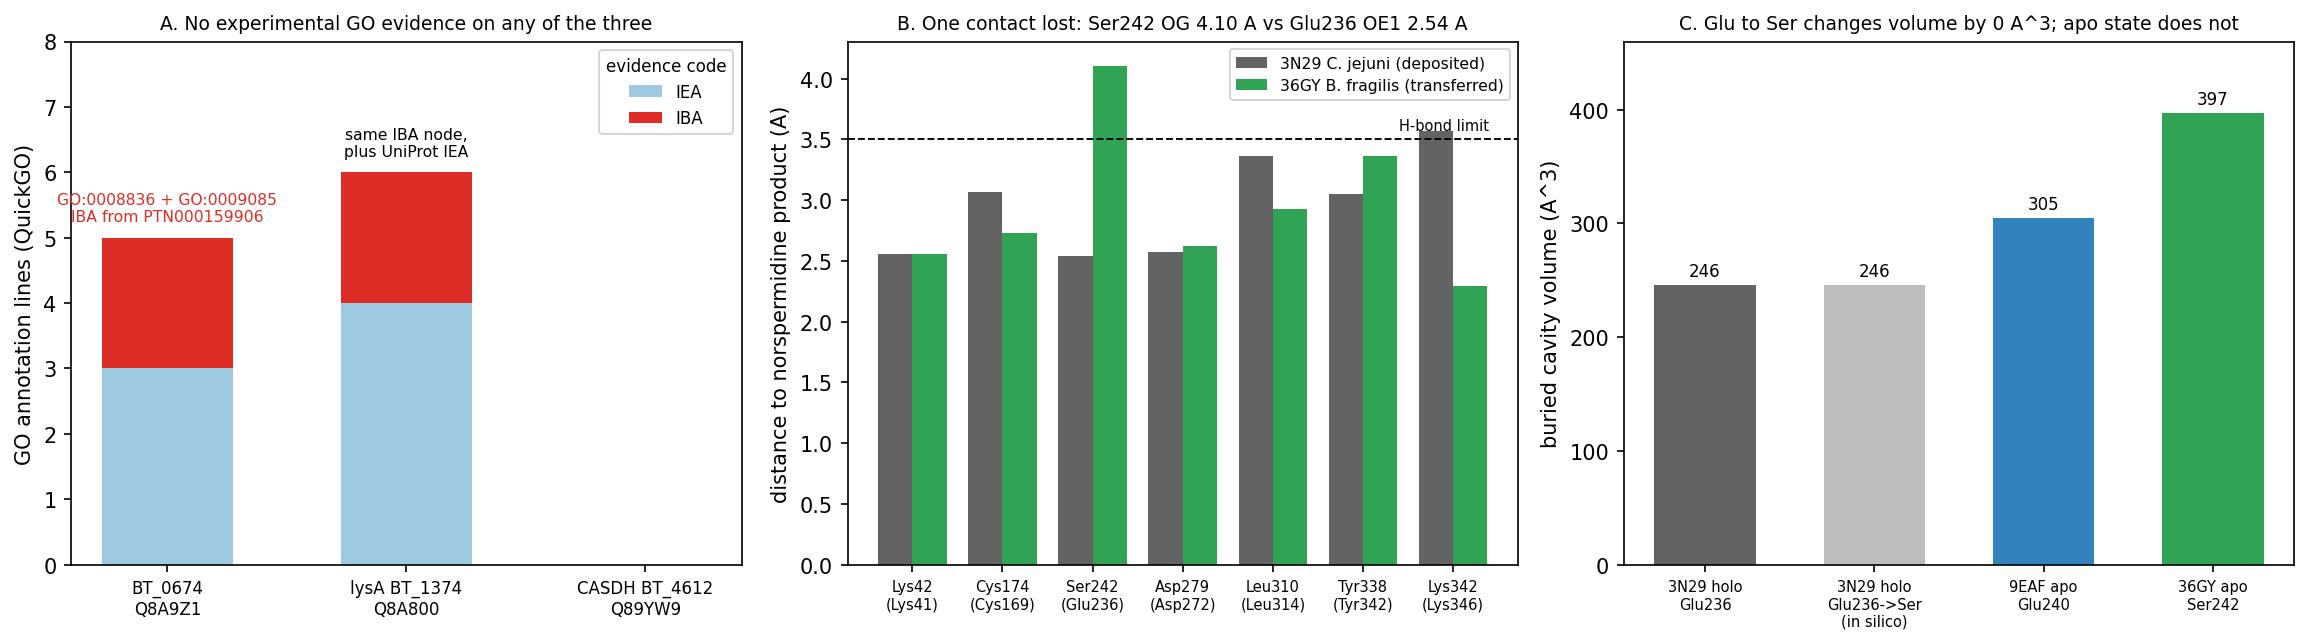 A. No experimental GO evidence on any of the three
GO annotation lines (QuickGO)
8
7
6
5
4
3
2
1
0
evidence code
IEA
IBA
same IBA node,
plus UniProt IEA
GO:0008836 + GO:0009085
IBA from PTN000159906
BT_0674
Q8A9Z1
lysA BT_1374
Q8A800
CASDH BT_4612
Q89YW9
B. One contact lost: Ser242 OG 4.10 A vs Glu236 OE1 2.54 A
distance to norspermidine product (A)
4.0
3.5
3.0
2.5
2.0
1.5
1.0
0.5
0.0
3N29 C. jejuni (deposited)
36GY B. fragilis (transferred)
H-bond limit
Lys42
(Lys41)
Cys174
(Cys169)
Ser242
(Glu236)
Asp279
(Asp272)
Leu310
(Leu314)
Tyr338
(Tyr342)
Lys342
(Lys346)
C. Glu to Ser changes volume by 0 A^3; apo state does not
buried cavity volume (A^3)
400
300
200
100
0
246
246
305
397
3N29 holo
Glu236
3N29 holo
Glu236->Ser
(in silico)
9EAF apo
Glu240
36GY apo
Ser242